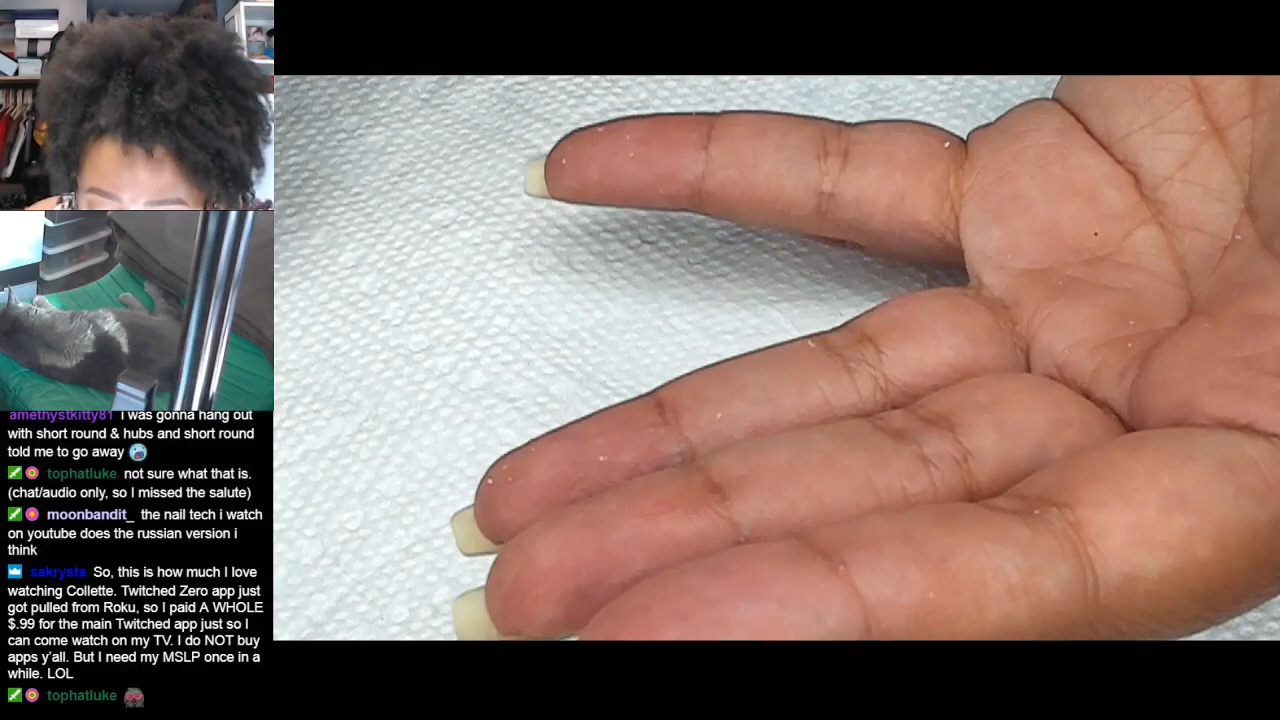 amethystkitty81 I was gonna hang out
with short round & hubs and short round
told me to go away
tophatluke not sure what that is.
(chat/audio only, so I missed the salute)
moonbandit_ the nail tech i watch
on youtube does the russian version i
think
sakrysta So, this is how much I love
watching Collette. Twitched Zero app just
got pulled from Roku, so I paid A WHOLE
$.99 for the main Twitched app just so I
can come watch on my TV. I do NOT buy
apps y'all. But I need my MSLP once in a
while. LOL
tophatluke